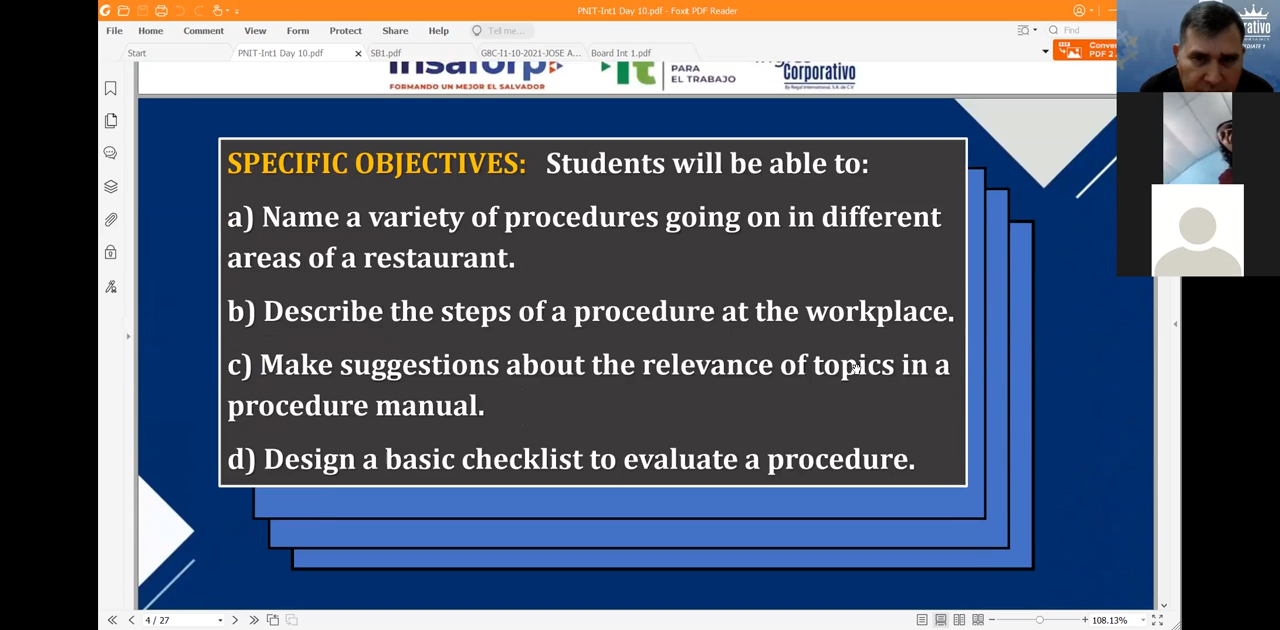 PNIT-Int1 Day 10.pdf - Foxit PDF Reader
File Home Comment View Form Protect Share Help Tell me... Find
Start PNIT-Int1 Day 10.pdf SB1.pdf G8C-I1-10-2021-JOSE A... Board Int 1.pdf
PDF 2
FORMANDO UN MEJOR EL SALVADOR
PARA
EL TRABAJO
Corporativo
By Regal International, S.A. de C.V.
SPECIFIC OBJECTIVES: Students will be able to:
a) Name a variety of procedures going on in different
areas of a restaurant.
b) Describe the steps of a procedure at the workplace.
c) Make suggestions about the relevance of topics in a
procedure manual.
d) Design a basic checklist to evaluate a procedure.
4 / 27
108.13%